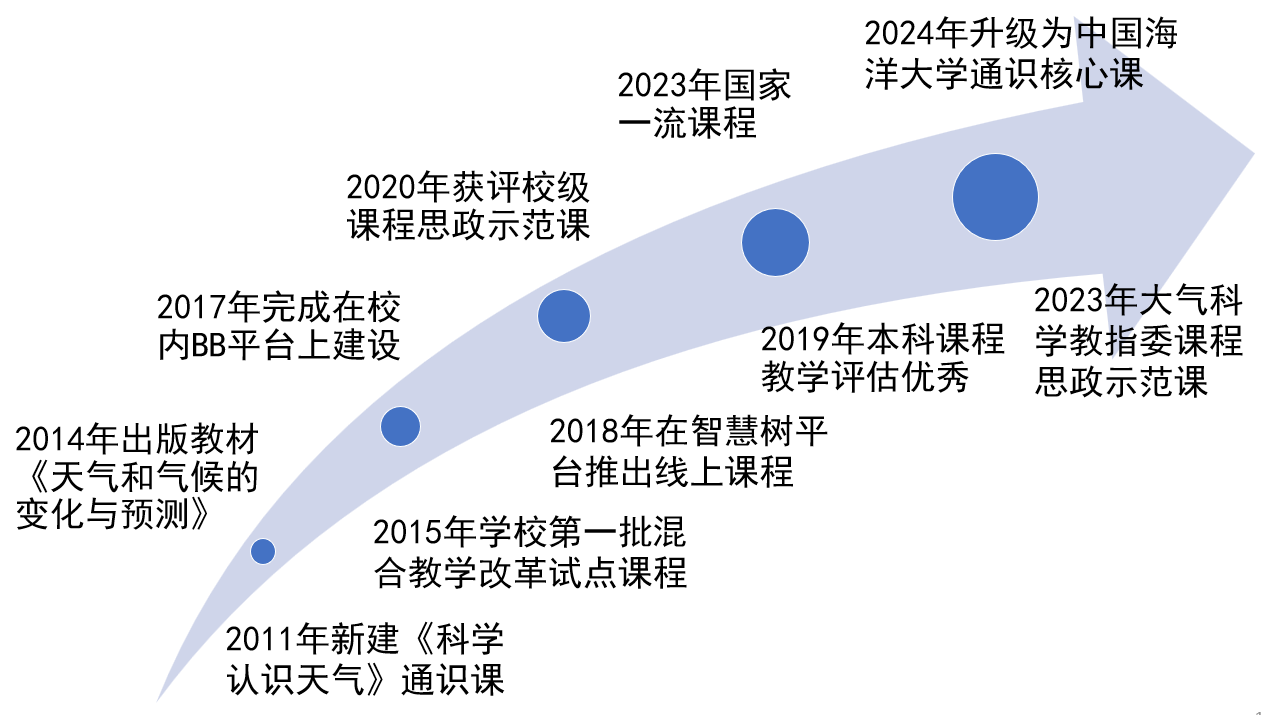 2024年升级为中国海
洋大学通识核心课
2023年国家
一流课程
2020年获评校级
课程思政示范课
2017年完成在校
内BB平台上建设
2014年出版教材
《天气和气候的
变化与预测》
2023年大气科
学教指委课程
思政示范课
2019年本科课程
教学评估优秀
2018年在智慧树平
台推出线上课程
2015年学校第一批混
合教学改革试点课程
2011年新建《科学
认识天气》通识课